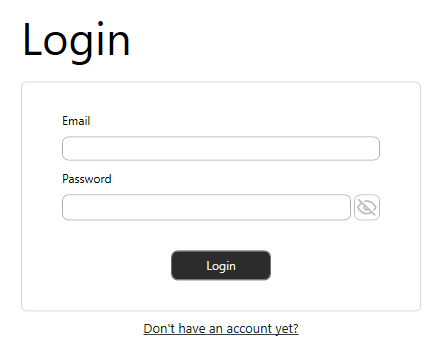 Login
Email
Password
Login
Don't have an account yet?